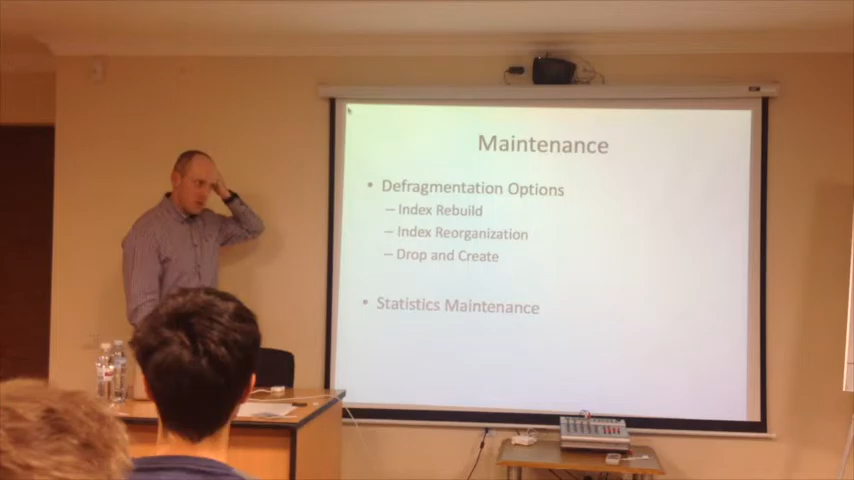 Maintenance
• Defragmentation Options
– Index Rebuild
– Index Reorganization
– Drop and Create
• Statistics Maintenance